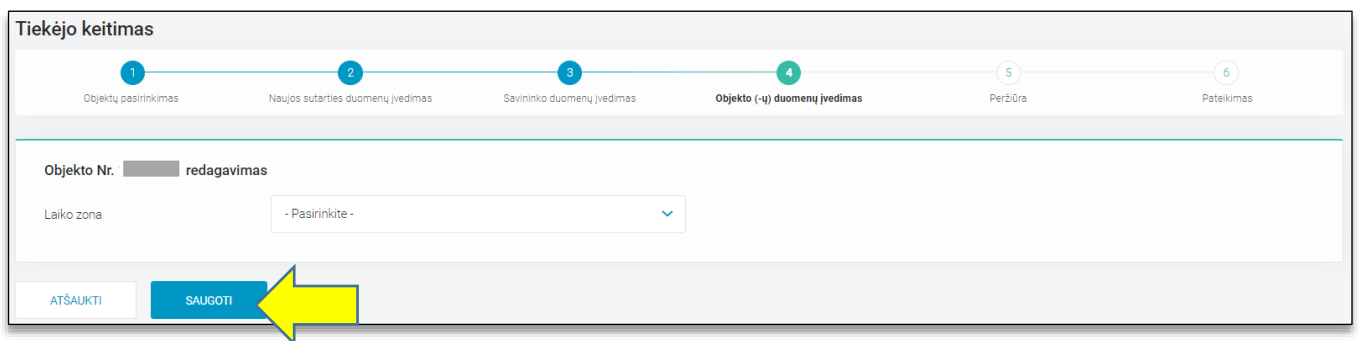 Tiekėjo keitimas
1 2 3 4 5 6
Objektų pasirinkimas Naujos sutarties duomenų įvedimas Savininko duomenų įvedimas Objekto (-ų) duomenų įvedimas Peržiūra Pateikimas
Objekto Nr. redagavimas
Laiko zona - Pasirinkite -
ATŠAUKTI SAUGOTI